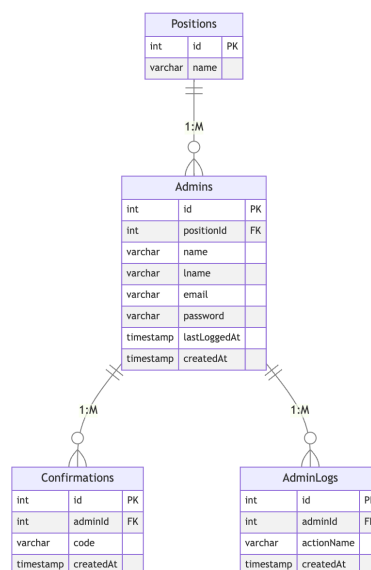 Positions
int id PK
varchar name
1:M
Admins
int id PK
int positionId FK
varchar name
varchar lname
varchar email
varchar password
timestamp lastLoggedAt
timestamp createdAt
1:M 1:M
Confirmations AdminLogs
int id PK int id
int adminId FK int adminId
varchar code varchar actionName
timestamp createdAt timestamp createdAt